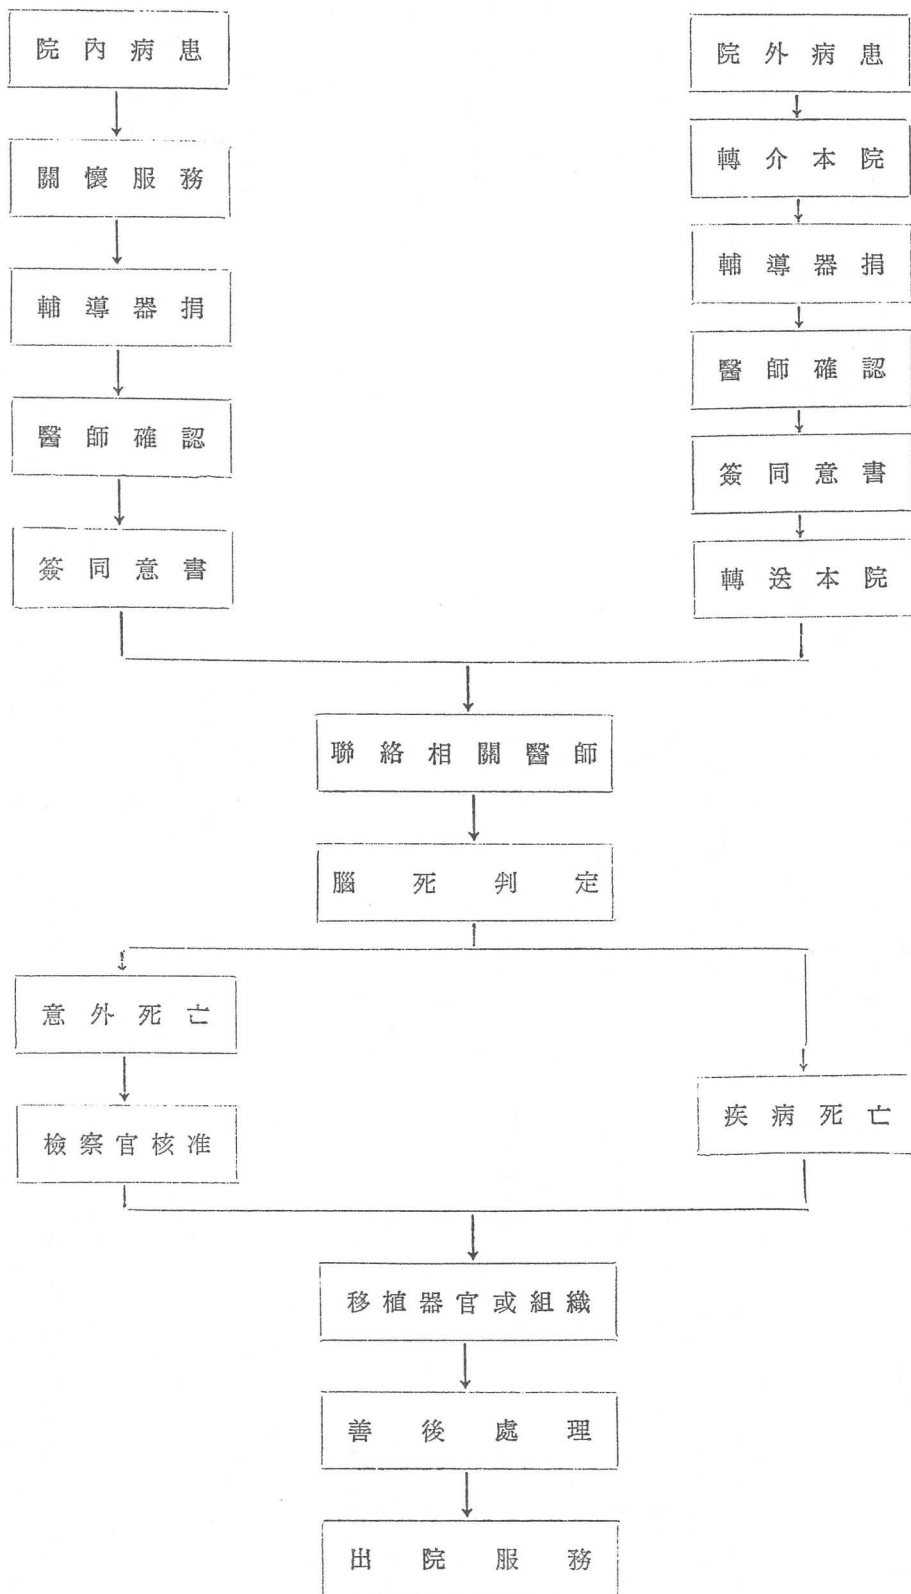 院內病患
關懷服務
輔導器捐
醫師確認
簽同意書
院外病患
轉介本院
輔導器捐
醫師確認
簽同意書
轉送本院
聯絡相關醫師
腦死判定
意外死亡
檢察官核准
疾病死亡
移植器官或組織
善後處理
出院服務